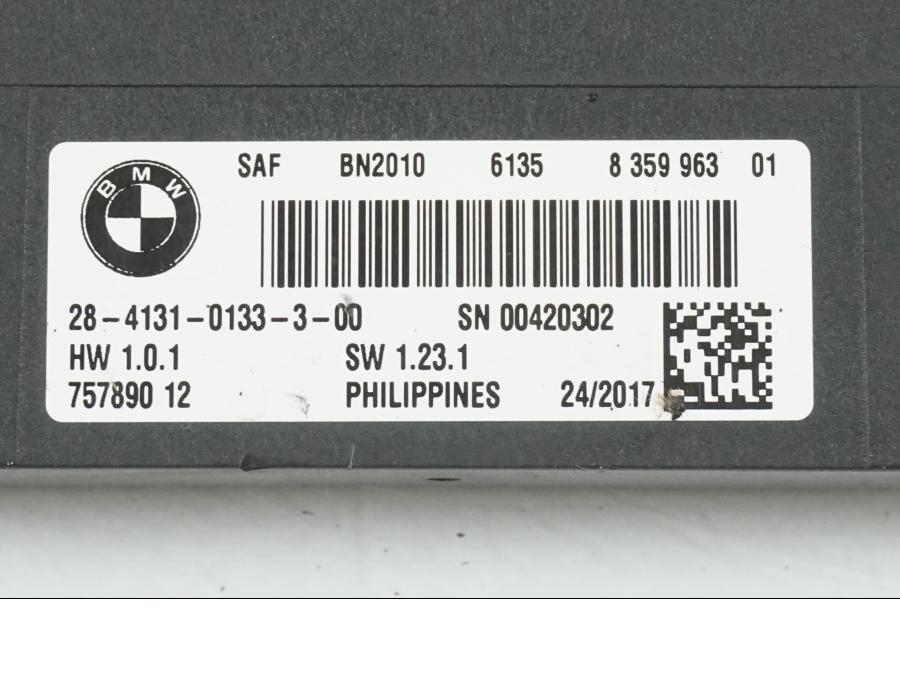 BMW
SAF BN2010 6135 8 359 963 01
28-4131-0133-3-00 SN 00420302
HW 1.0.1 SW 1.23.1
757890 12 PHILIPPINES 24/2017